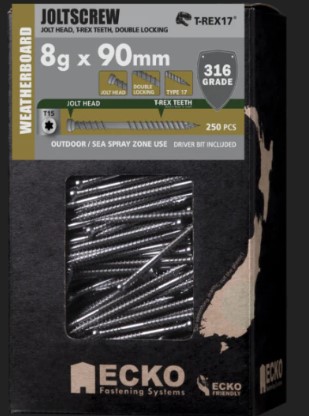 WEATHERBOARD
JOLTSCREW
JOLT HEAD, T-REX TEETH, DOUBLE LOCKING
T-REX17®
8g x 90mm
316
GRADE
JOLT HEAD
DOUBLE
LOCKING
TYPE 17
JOLT HEAD
T-REX TEETH
T15
250 PCS
OUTDOOR / SEA SPRAY ZONE USE
DRIVER BIT INCLUDED
ECKO
Fastening Systems
ECKO
FRIENDLY